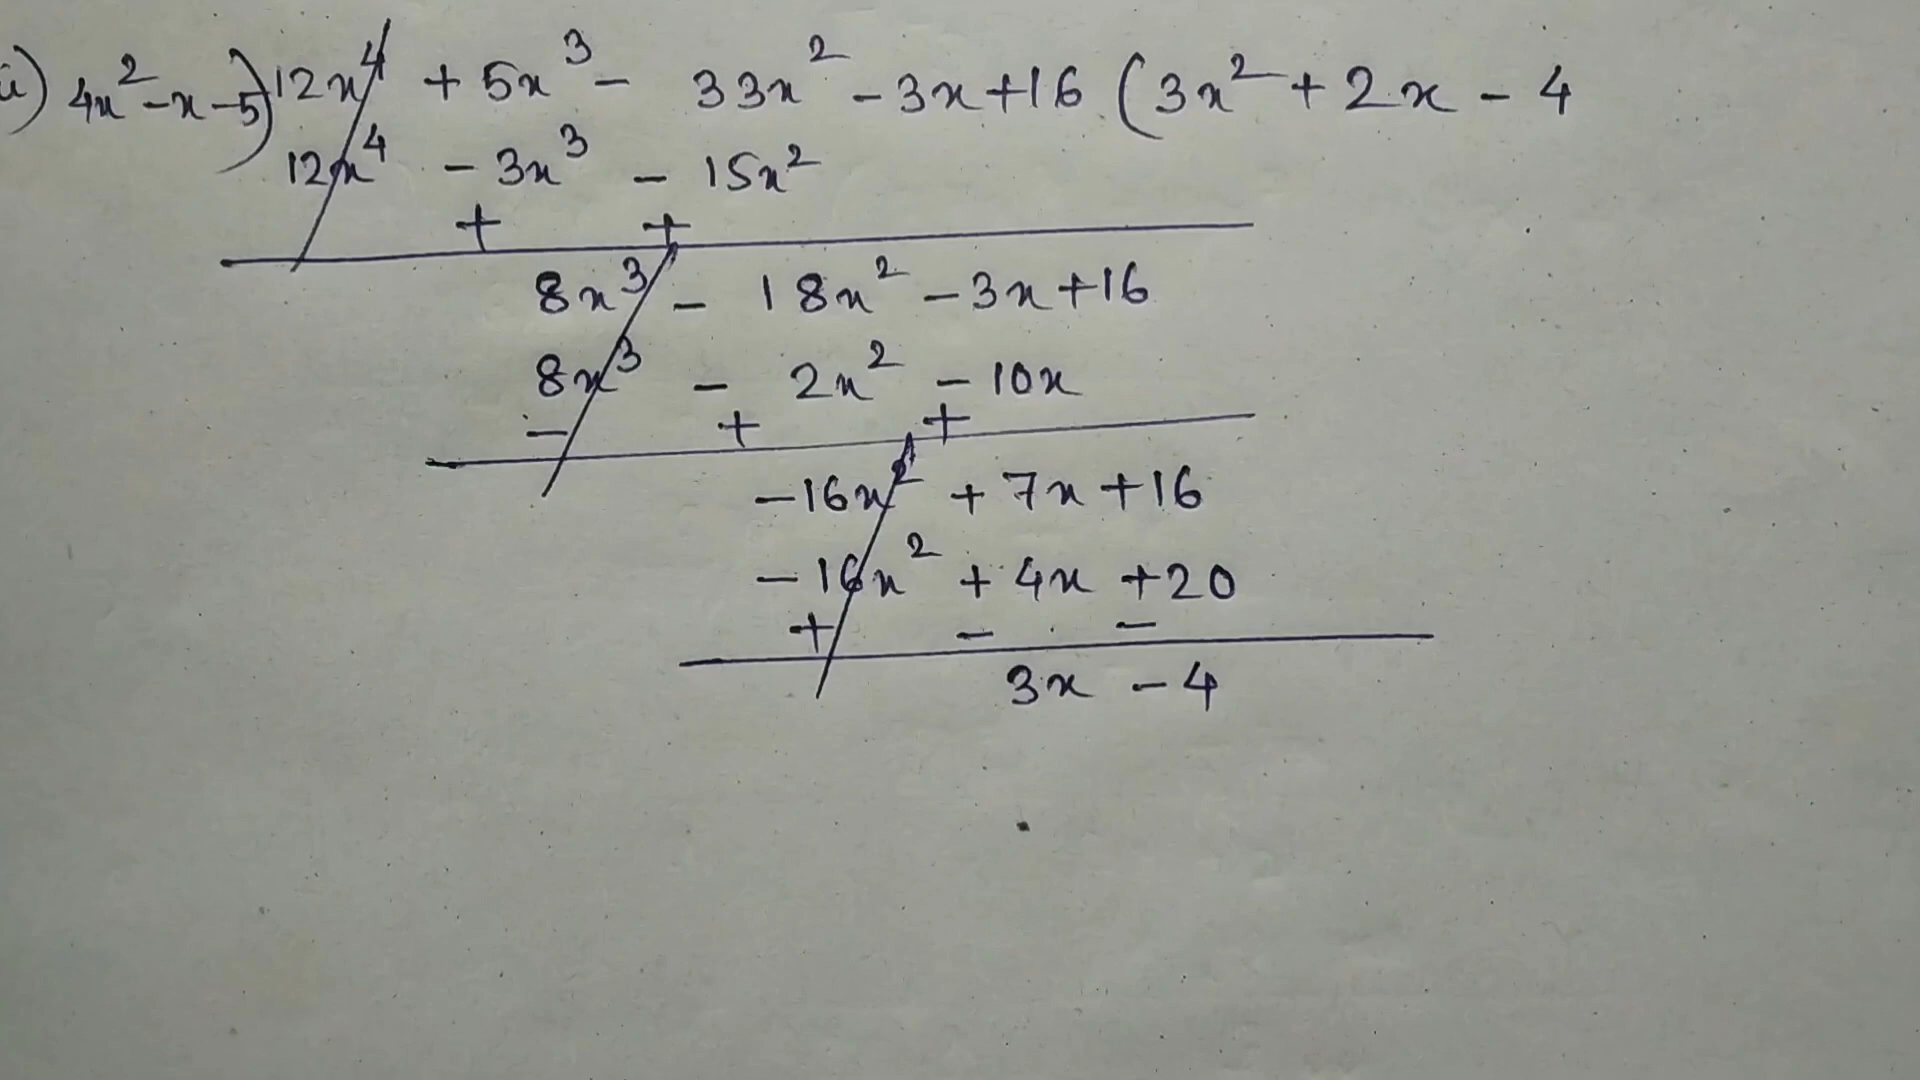 ii) 4x² - x - 5) 12x⁴ + 5x³ - 33x² - 3x + 16 (3x² + 2x - 4
12x⁴ - 3x³ - 15x²
+ +
8x³ - 18x² - 3x + 16
8x³ - 2x² - 10x
- + +
-16x² + 7x + 16
-16x² + 4x + 20
+ - -
3x - 4